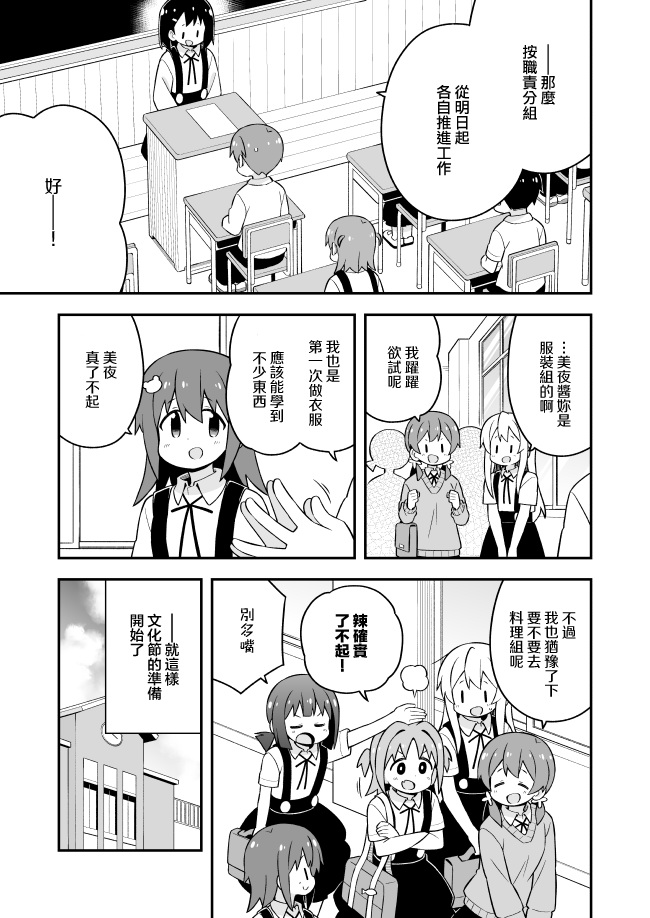 ——那麼
按職責分組
從明日起
各自推進工作
好——！
…美夜醬妳是
服裝組的啊
我躍躍
欲試呢
我也是
第一次做衣服
應該能學到
不少東西
美夜
真了不起
不過
我也猶豫了下
要不要去
料理組呢
辣確實
了不起！
別多嘴
——就這樣
文化節的準備
開始了